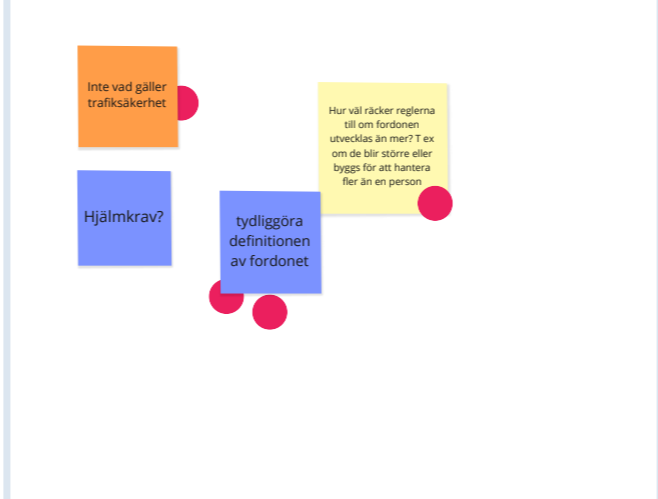 Inte vad gäller
trafiksäkerhet
Hur väl räcker reglerna
till om fordonen
utvecklas än mer? T ex
om de blir större eller
byggs för att hantera
fler än en person
Hjälmkrav?
tydliggöra
definitionen
av fordonet